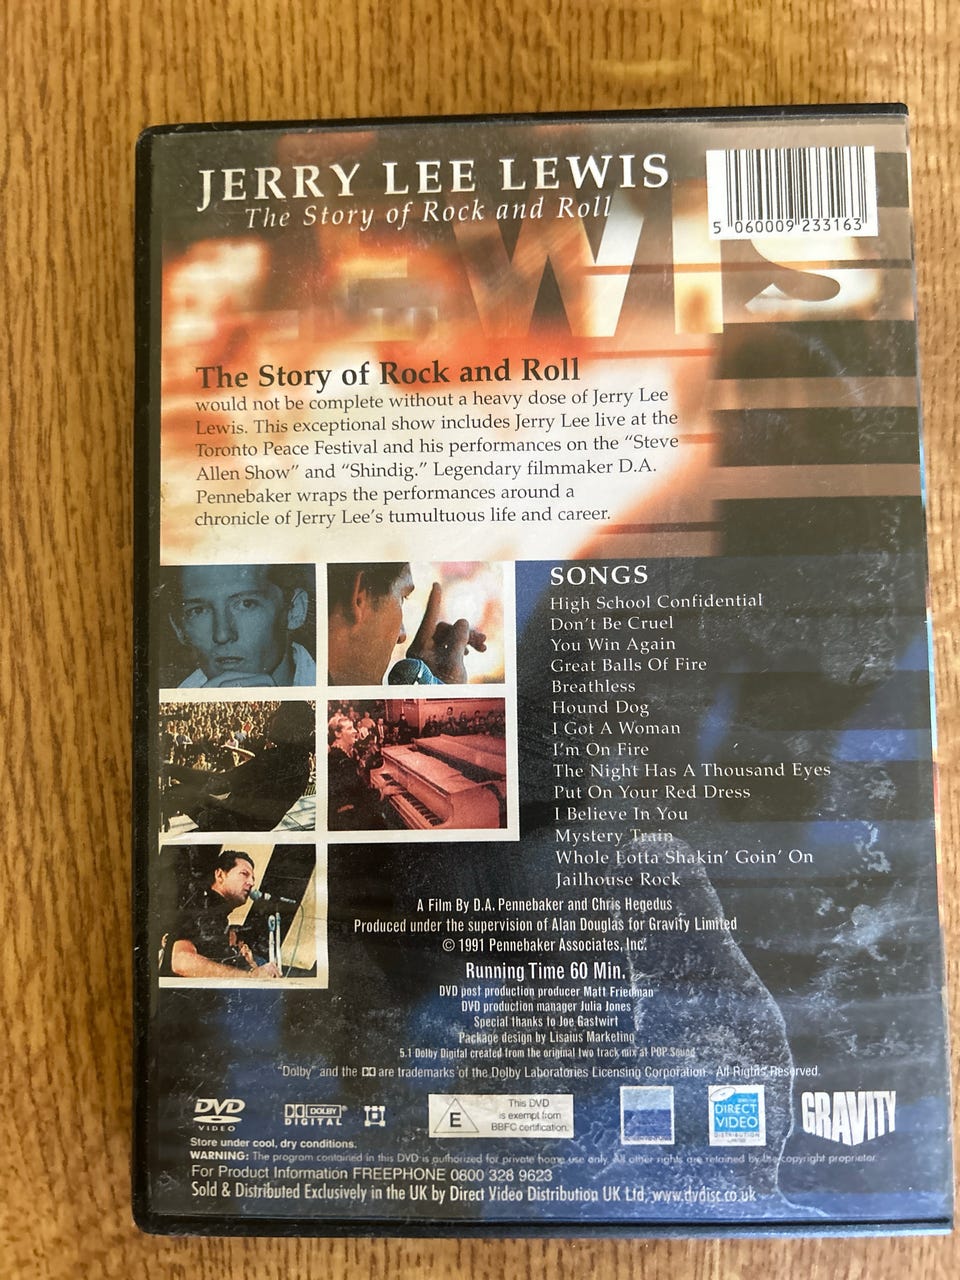 JERRY LEE LEWIS
The Story of Rock and Roll
5 060009 233163
LEWIS
The Story of Rock and Roll
would not be complete without a heavy dose of Jerry Lee
Lewis. This exceptional show includes Jerry Lee live at the
Toronto Peace Festival and his performances on the “Steve
Allen Show” and “Shindig.” Legendary filmmaker D.A.
Pennebaker wraps the performances around a
chronicle of Jerry Lee’s tumultuous life and career.
SONGS
High School Confidential
Don’t Be Cruel
You Win Again
Great Balls Of Fire
Breathless
Hound Dog
I Got A Woman
I’m On Fire
The Night Has A Thousand Eyes
Put On Your Red Dress
I Believe In You
Mystery Train
Whole Lotta Shakin’ Goin’ On
Jailhouse Rock
A Film By D.A. Pennebaker and Chris Hegedus
Produced under the supervision of Alan Douglas for Gravity Limited
© 1991 Pennebaker Associates, Inc.
Running Time 60 Min.
DVD post production producer Matt Friedman
DVD production manager Julia Jones
Special thanks to Joe Gastwirt
Package design by Lisaius Marketing
5.1 Dolby Digital created from the original two track mix at POP Sound
“Dolby” and the DD are trademarks of the Dolby Laboratories Licensing Corporation - All Rights Reserved.
DVD
VIDEO
DOLBY
DIGITAL
E
This DVD
is exempt from
BBFC certification.
DIRECT
VIDEO
DISTRIBUTION
LIMITED
GRAVITY
Store under cool, dry conditions.
WARNING: The program contained in this DVD is authorized for private home use only. All other rights are retained by the copyright proprietor.
For Product Information FREEPHONE 0800 328 9623
Sold & Distributed Exclusively in the UK by Direct Video Distribution UK Ltd, www.dvdisc.co.uk